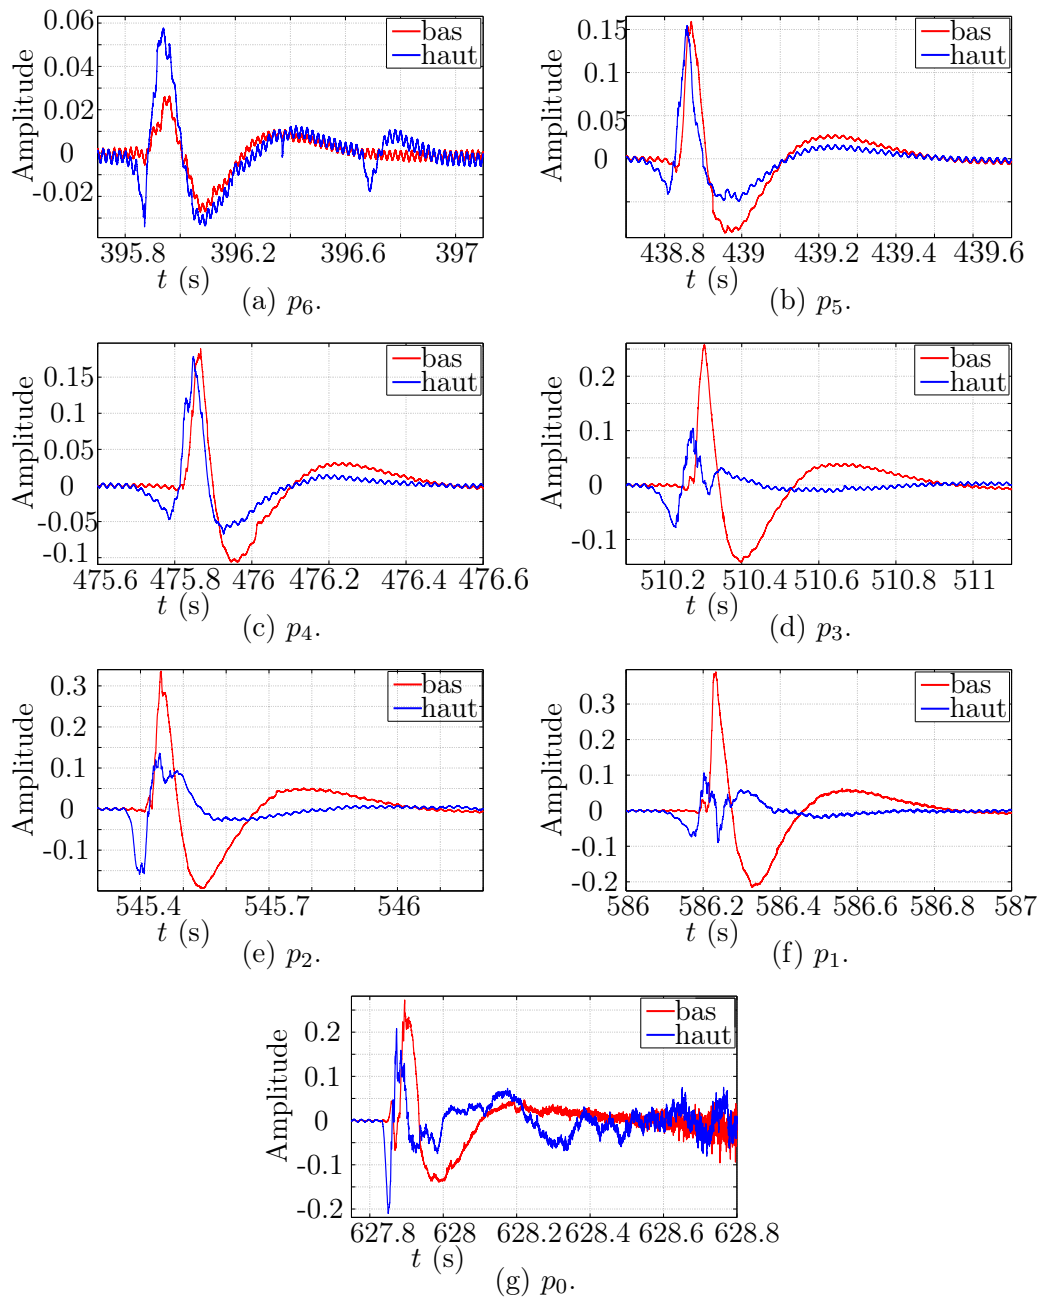 0.06
0.04
0.02
0
-0.02
Amplitude
bas
haut
395.8 396.2 396.6 397
t (s)
(a) p6.
0.15
0.1
0.05
0
Amplitude
bas
haut
438.8 439 439.2 439.4 439.6
t (s)
(b) p5.
0.15
0.1
0.05
0
-0.05
-0.1
Amplitude
bas
haut
475.6 475.8 476 476.2 476.4 476.6
t (s)
(c) p4.
0.2
0.1
0
-0.1
Amplitude
bas
haut
510.2 510.4 510.6 510.8 511
t (s)
(d) p3.
0.3
0.2
0.1
0
-0.1
Amplitude
bas
haut
545.4 545.7 546
t (s)
(e) p2.
0.3
0.2
0.1
0
-0.1
-0.2
Amplitude
bas
haut
586 586.2 586.4 586.6 586.8 587
t (s)
(f) p1.
0.2
0.1
0
-0.1
-0.2
Amplitude
bas
haut
627.8 628 628.2 628.4 628.6 628.8
t (s)
(g) p0.